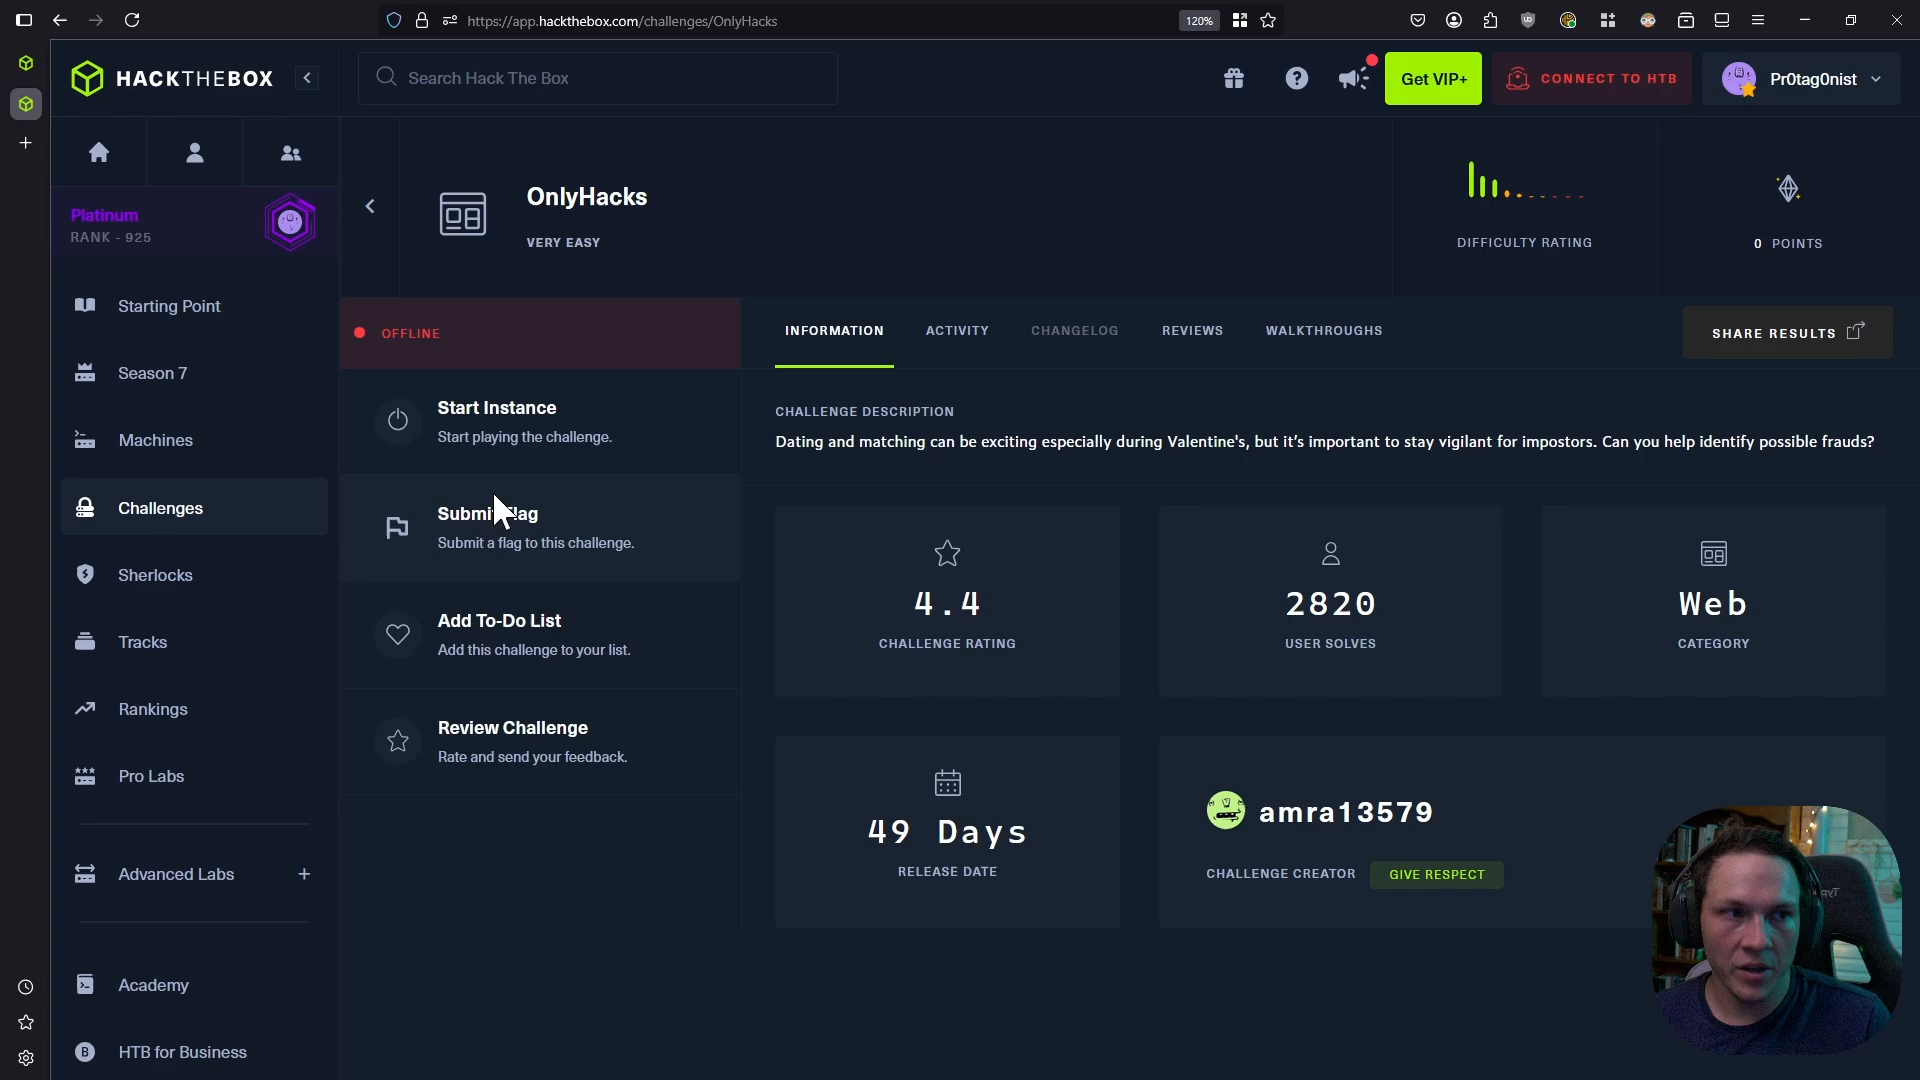 https://app.hackthebox.com/challenges/OnlyHacks
120%
HACKTHEBOX
Search Hack The Box
Get VIP+
CONNECT TO HTB
Pr0tag0nist
Platinum
RANK - 925
Starting Point
Season 7
Machines
Challenges
Sherlocks
Tracks
Rankings
Pro Labs
Advanced Labs
Academy
HTB for Business
OnlyHacks
VERY EASY
DIFFICULTY RATING
0 POINTS
OFFLINE
Start Instance
Start playing the challenge.
Submit Flag
Submit a flag to this challenge.
Add To-Do List
Add this challenge to your list.
Review Challenge
Rate and send your feedback.
INFORMATION
ACTIVITY
CHANGELOG
REVIEWS
WALKTHROUGHS
SHARE RESULTS
CHALLENGE DESCRIPTION
Dating and matching can be exciting especially during Valentine's, but it's important to stay vigilant for impostors. Can you help identify possible frauds?
4.4
CHALLENGE RATING
2820
USER SOLVES
Web
CATEGORY
49 Days
RELEASE DATE
amra13579
CHALLENGE CREATOR
GIVE RESPECT